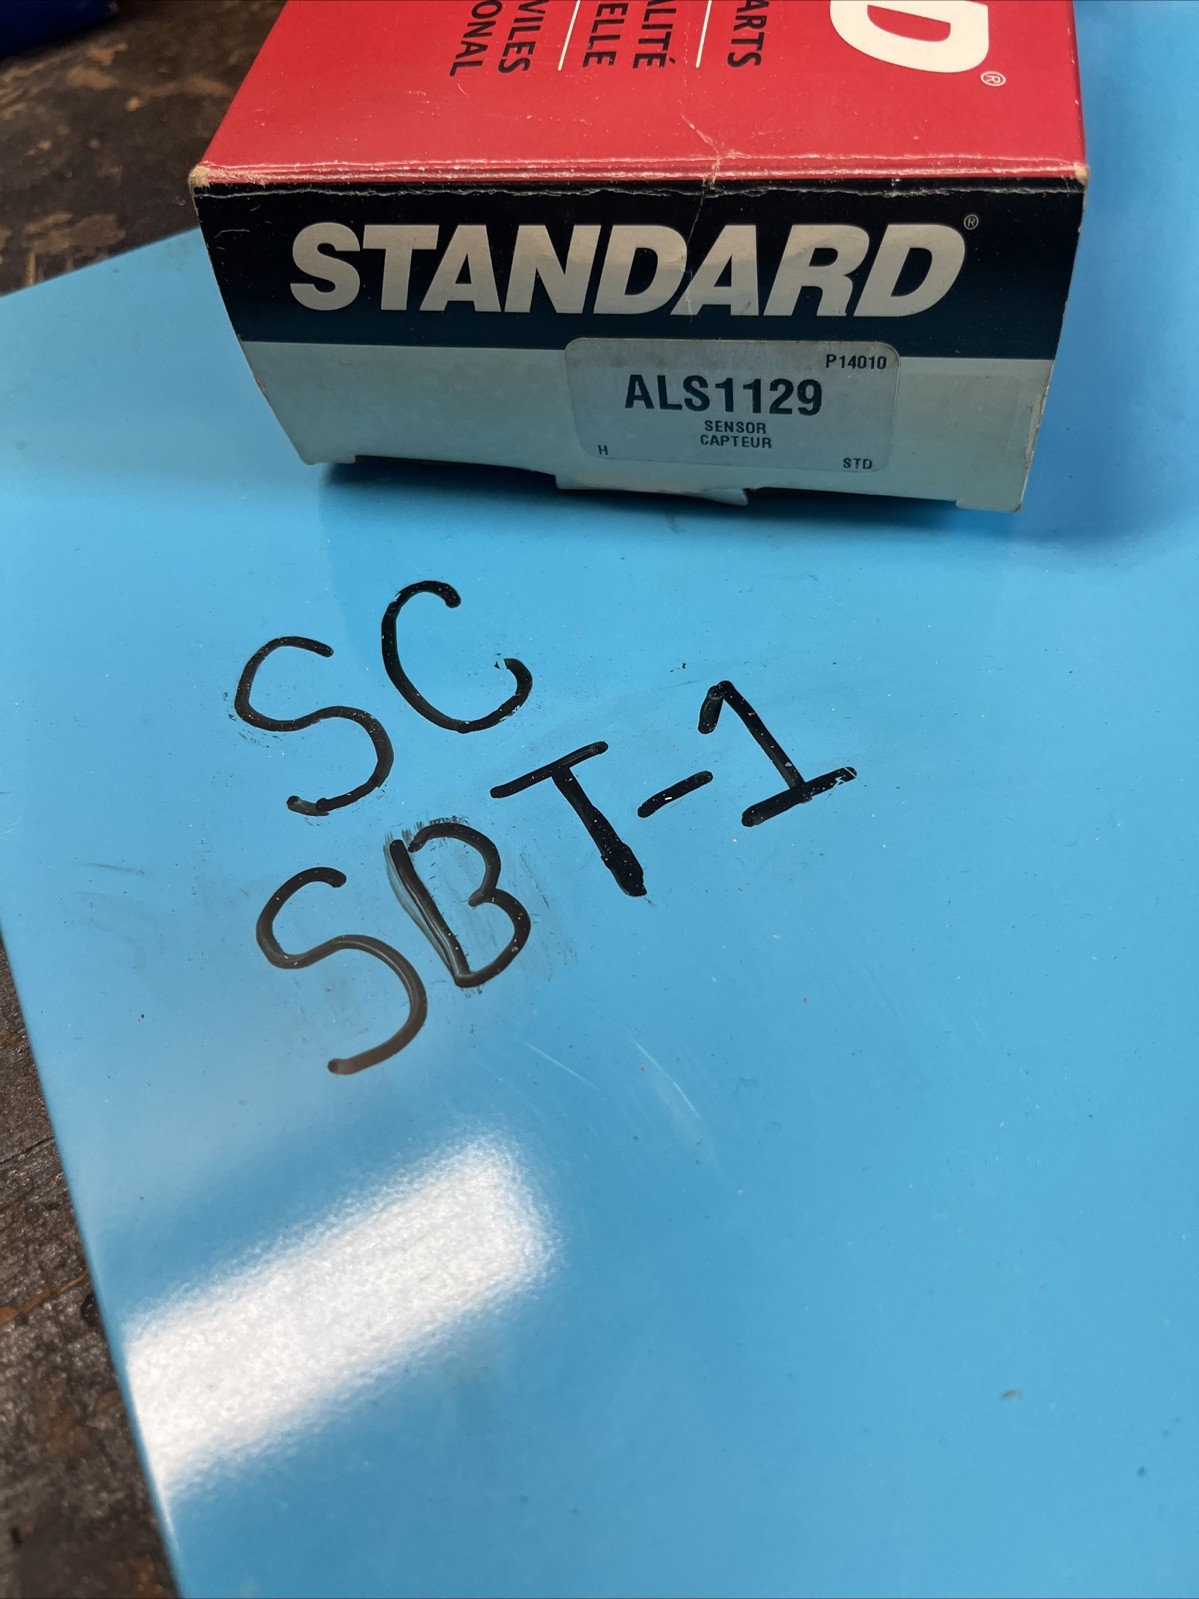 D®
ARTS
ALITÉ
ELLE
VILES
ONAL
STANDARD®
P14010
ALS1129
SENSOR
CAPTEUR
H STD
SC
SBT-1